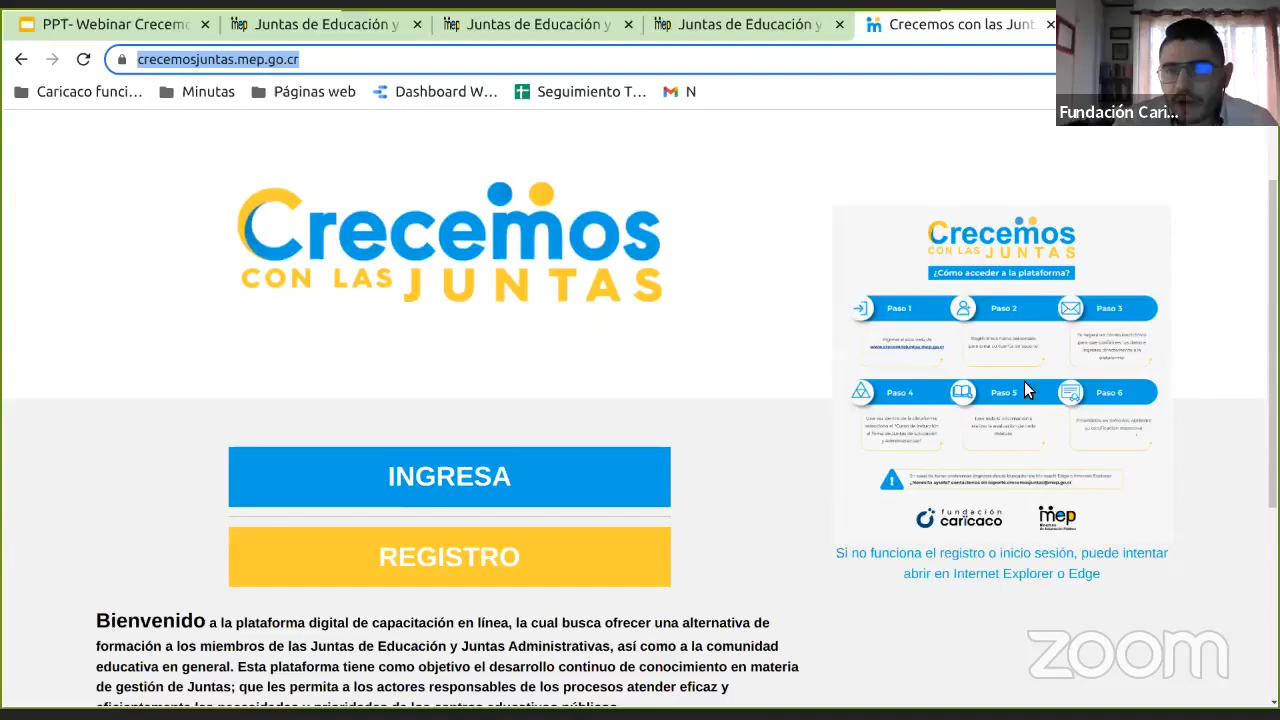 PPT- Webinar Crecem
Juntas de Educación y
Juntas de Educación y
Juntas de Educación y
Crecemos con las Junt
crecemosjuntas.mep.go.cr
Caricaco funci...
Minutas
Páginas web
Dashboard W...
Seguimiento T...
N
Fundación Cari...
Crecemos
CON LAS JUNTAS
INGRESA
REGISTRO
Bienvenido a la plataforma digital de capacitación en línea, la cual busca ofrecer una alternativa de
formación a los miembros de las Juntas de Educación y Juntas Administrativas, así como a la comunidad
educativa en general. Esta plataforma tiene como objetivo el desarrollo continuo de conocimiento en materia
de gestión de Juntas; que les permita a los actores responsables de los procesos atender eficaz y
Crecemos
CON LAS JUNTAS
¿Cómo acceder a la plataforma?
Paso 1
Paso 2
Paso 3
www.crecemosjuntas.mep.go.cr
Paso 4
Paso 5
Paso 6
fundación
caricaco
mep
Si no funciona el registro o inicio sesión, puede intentar
abrir en Internet Explorer o Edge
zoom